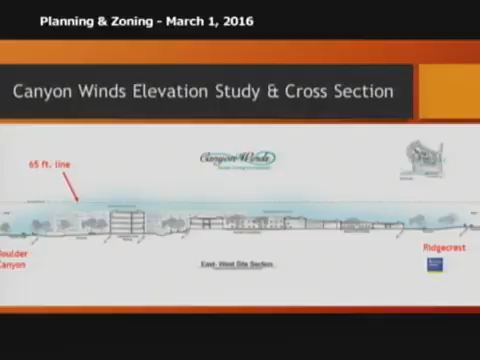 Planning & Zoning - March 1, 2016
Canyon Winds Elevation Study & Cross Section
Canyon Winds
65 ft. line
Boulder
Canyon
Ridgecrest
East- West Site Section